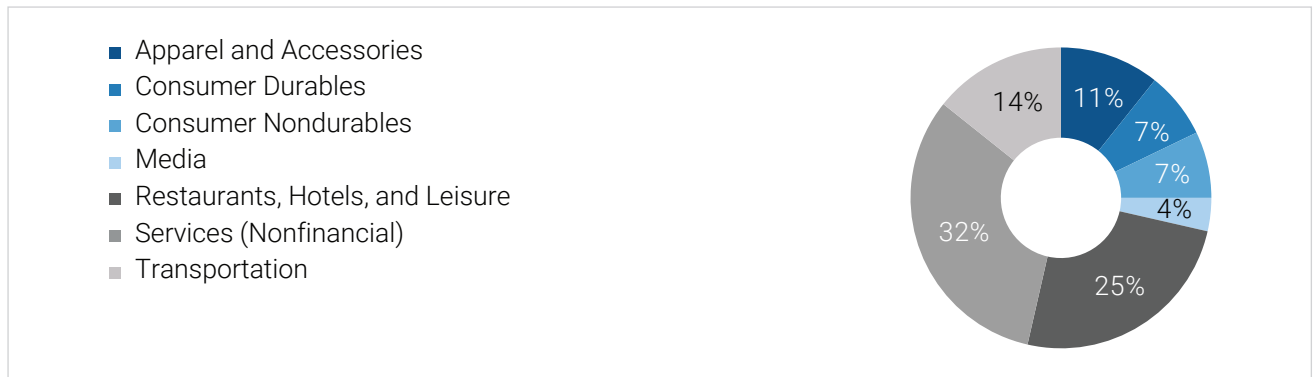 Apparel and Accessories
Consumer Durables
Consumer Nondurables
Media
Restaurants, Hotels, and Leisure
Services (Nonfinancial)
Transportation
11%
7%
7%
4%
25%
32%
14%